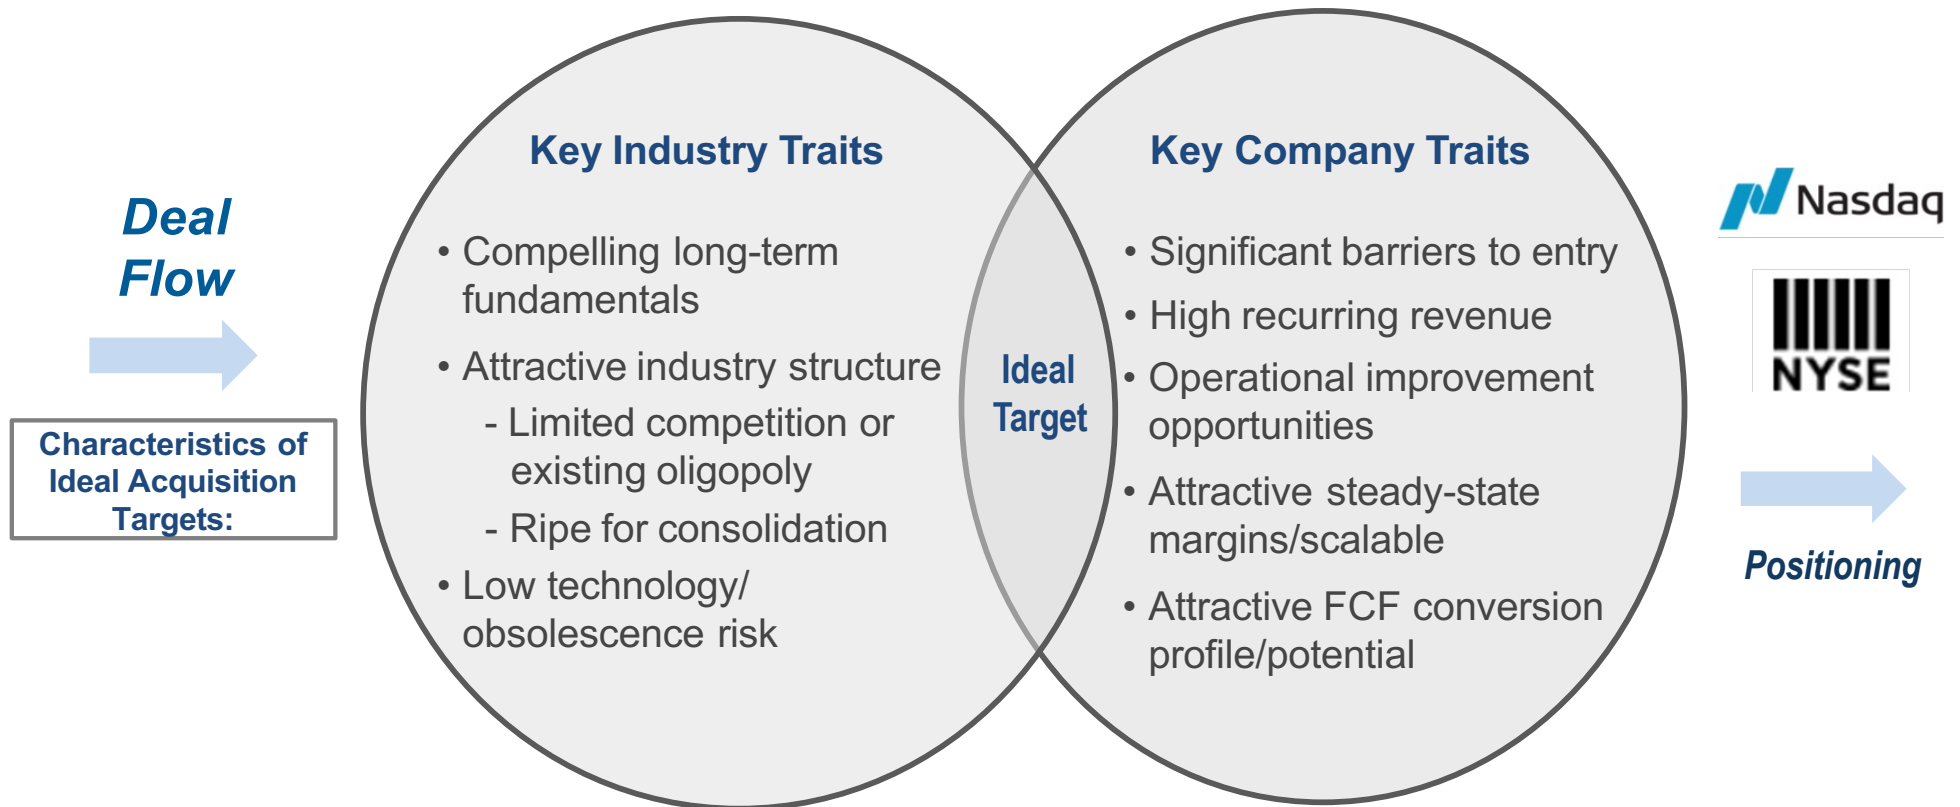 Deal
Flow
Characteristics of
Ideal Acquisition
Targets:
Key Industry Traits
• Compelling long-term
fundamentals
• Attractive industry structure
- Limited competition or
existing oligopoly
- Ripe for consolidation
• Low technology/
obsolescence risk
Ideal
Target
Key Company Traits
• Significant barriers to entry
• High recurring revenue
• Operational improvement
opportunities
• Attractive steady-state
margins/scalable
• Attractive FCF conversion
profile/potential
Nasdaq
NYSE
Positioning